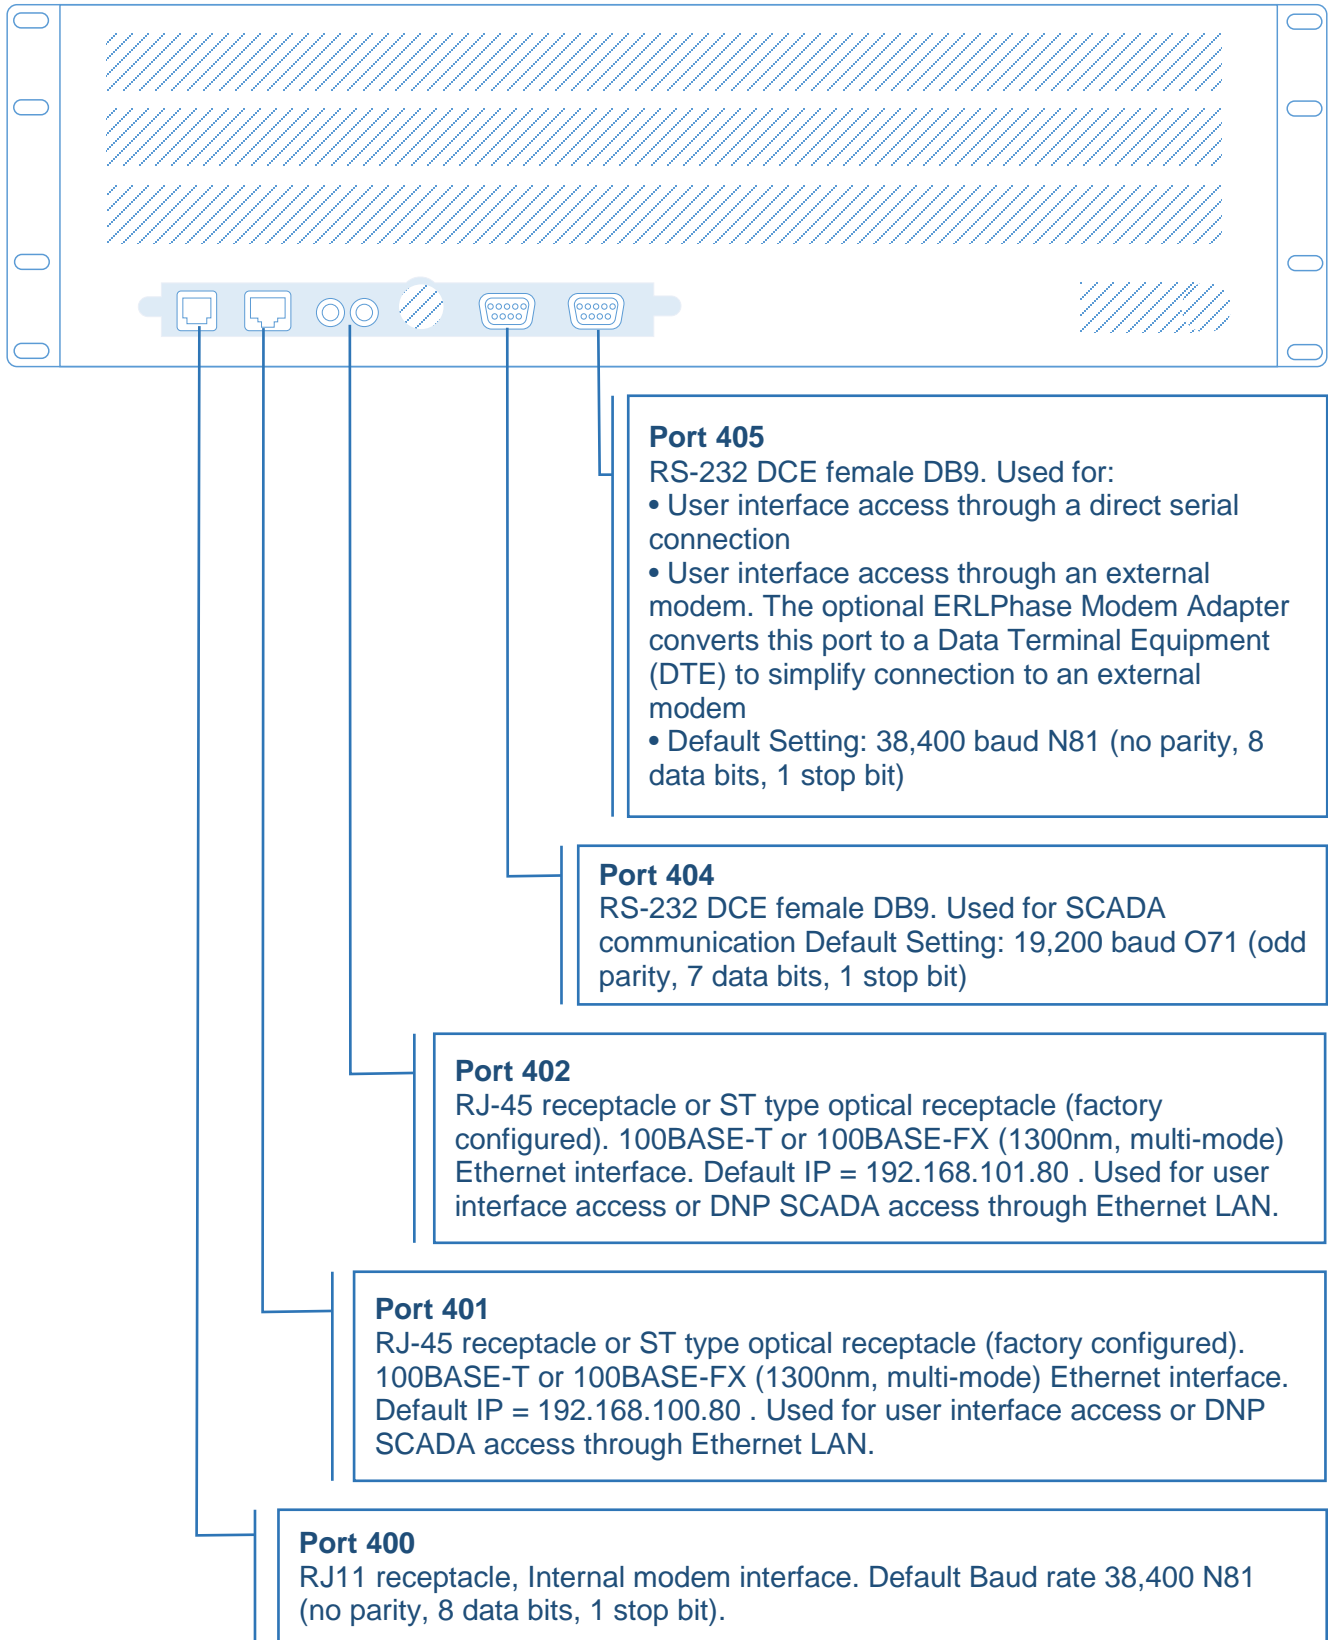 Port 405
RS-232 DCE female DB9. Used for:
• User interface access through a direct serial
connection
• User interface access through an external
modem. The optional ERLPhase Modem Adapter
converts this port to a Data Terminal Equipment
(DTE) to simplify connection to an external
modem
• Default Setting: 38,400 baud N81 (no parity, 8
data bits, 1 stop bit)
Port 404
RS-232 DCE female DB9. Used for SCADA
communication Default Setting: 19,200 baud O71 (odd
parity, 7 data bits, 1 stop bit)
Port 402
RJ-45 receptacle or ST type optical receptacle (factory
configured). 100BASE-T or 100BASE-FX (1300nm, multi-mode)
Ethernet interface. Default IP = 192.168.101.80 . Used for user
interface access or DNP SCADA access through Ethernet LAN.
Port 401
RJ-45 receptacle or ST type optical receptacle (factory configured).
100BASE-T or 100BASE-FX (1300nm, multi-mode) Ethernet interface.
Default IP = 192.168.100.80 . Used for user interface access or DNP
SCADA access through Ethernet LAN.
Port 400
RJ11 receptacle, Internal modem interface. Default Baud rate 38,400 N81
(no parity, 8 data bits, 1 stop bit).